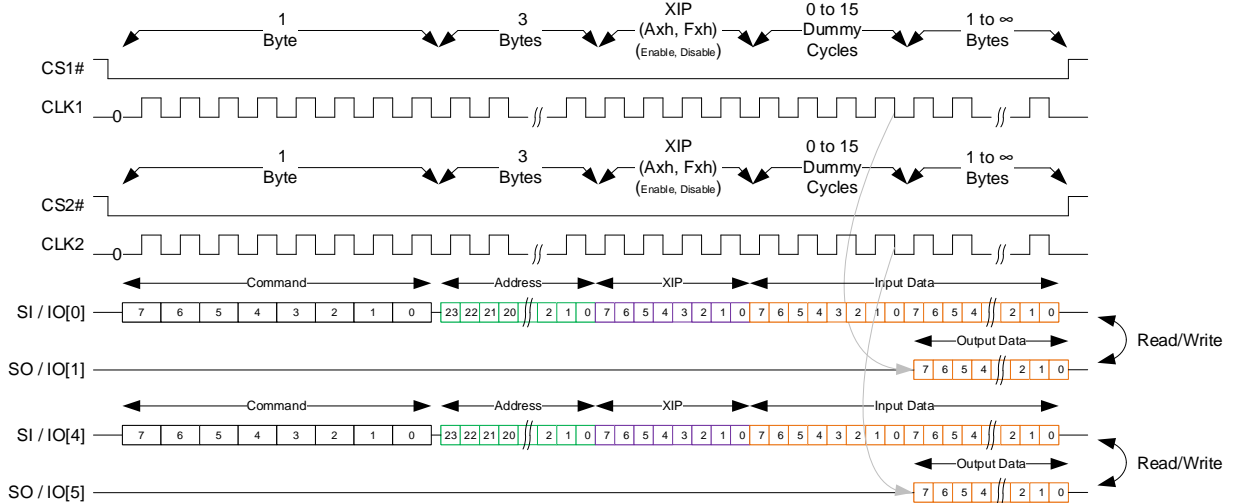 1 Byte
3 Bytes
XIP (Axh, Fxh) (Enable, Disable)
0 to 15 Dummy Cycles
1 to ∞ Bytes
CS1#
CLK1 0
1 Byte
3 Bytes
XIP (Axh, Fxh) (Enable, Disable)
0 to 15 Dummy Cycles
1 to ∞ Bytes
CS2#
CLK2 0
Command Address XIP Input Data
SI / IO[0] 7 6 5 4 3 2 1 0 23 22 21 20 2 1 0 7 6 5 4 3 2 1 0 7 6 5 4 3 2 1 0 7 6 5 4 2 1 0
Output Data
Read/Write
SO / IO[1] 7 6 5 4 2 1 0
Command Address XIP Input Data
SI / IO[4] 7 6 5 4 3 2 1 0 23 22 21 20 2 1 0 7 6 5 4 3 2 1 0 7 6 5 4 3 2 1 0 7 6 5 4 2 1 0
Output Data
Read/Write
SO / IO[5] 7 6 5 4 2 1 0